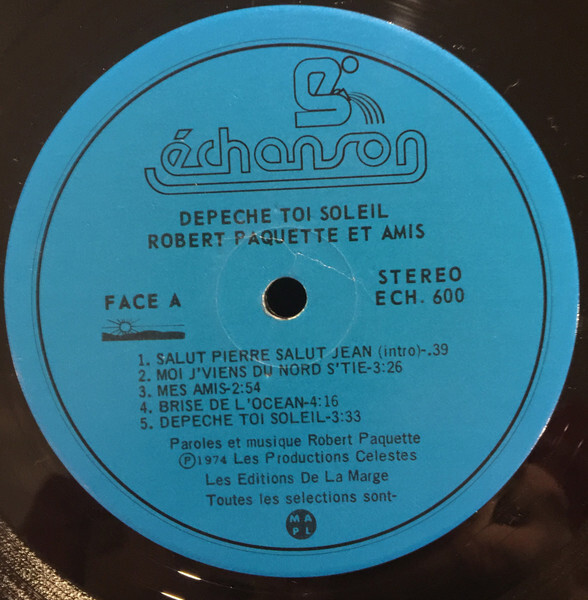 échanson
DEPECHE TOI SOLEIL
ROBERT PAQUETTE ET AMIS
STEREO
FACE A
ECH. 600
1. SALUT PIERRE SALUT JEAN (intro)-.39
2. MOI J'VIENS DU NORD S'TIE-3:26
3. MES AMIS-2:54
4. BRISE DE L'OCEAN-4:16
5. DEPECHE TOI SOLEIL-3:33
Paroles et musique Robert Paquette
Ⓟ1974 Les Productions Celestes
Les Editions De La Marge
Toutes les selections sont-
M A
P L